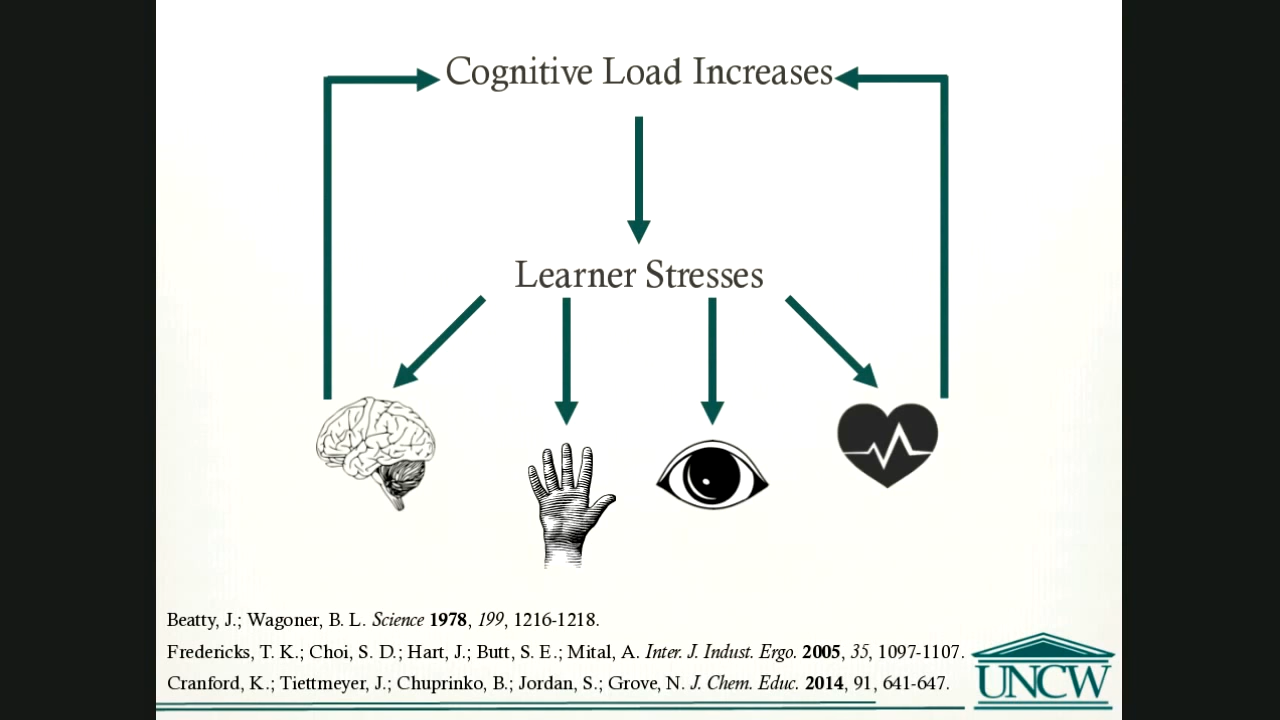 Cognitive Load Increases
Learner Stresses
Beatty, J.; Wagoner, B. L. Science 1978, 199, 1216-1218.
Fredericks, T. K.; Choi, S. D.; Hart, J.; Butt, S. E.; Mital, A. Inter. J. Indust. Ergo. 2005, 35, 1097-1107.
Cranford, K.; Tiettmeyer, J.; Chuprinko, B.; Jordan, S.; Grove, N. J. Chem. Educ. 2014, 91, 641-647.
UNCW